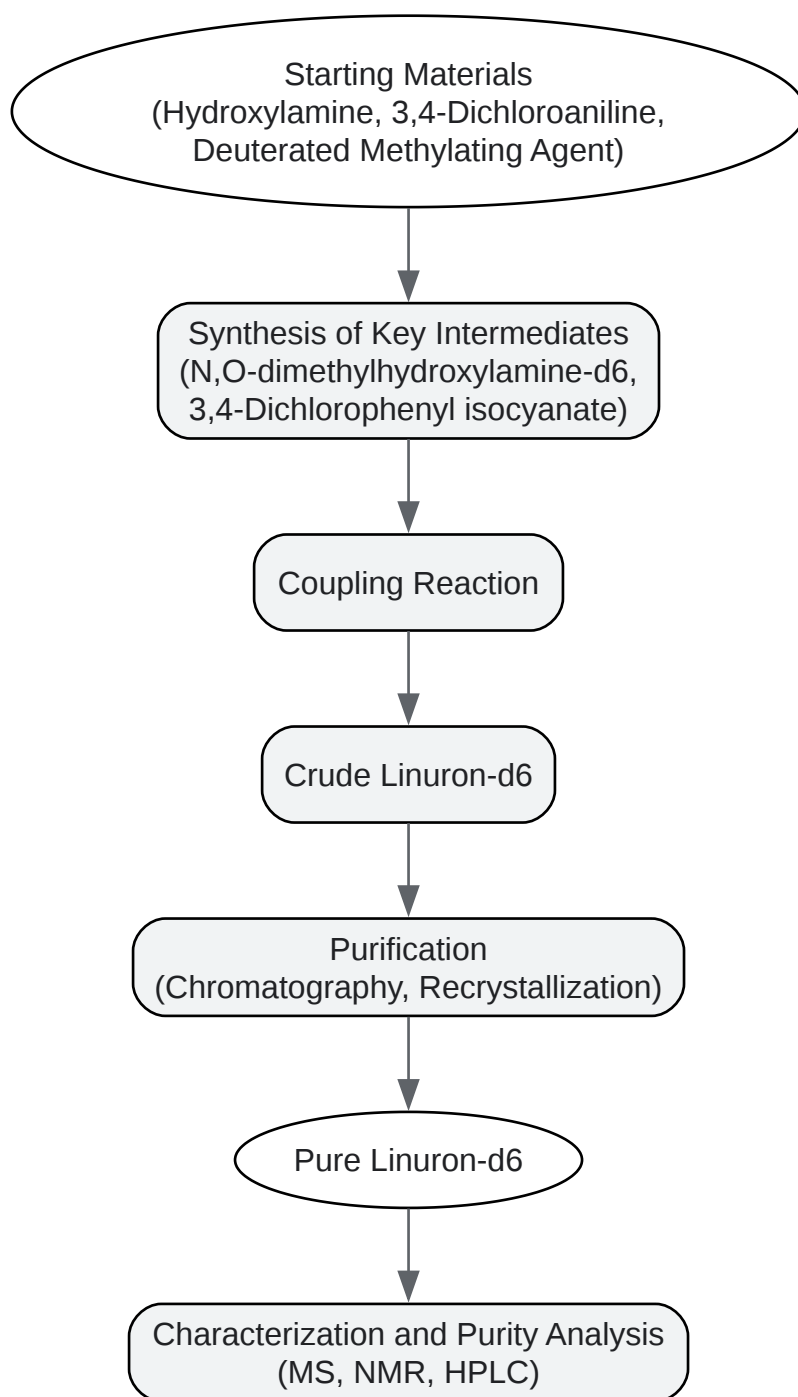 Starting Materials
(Hydroxylamine, 3,4-Dichloroaniline,
Deuterated Methylating Agent)
Synthesis of Key Intermediates
(N,O-dimethylhydroxylamine-d6,
3,4-Dichlorophenyl isocyanate)
Coupling Reaction
Crude Linuron-d6
Purification
(Chromatography, Recrystallization)
Pure Linuron-d6
Characterization and Purity Analysis
(MS, NMR, HPLC)